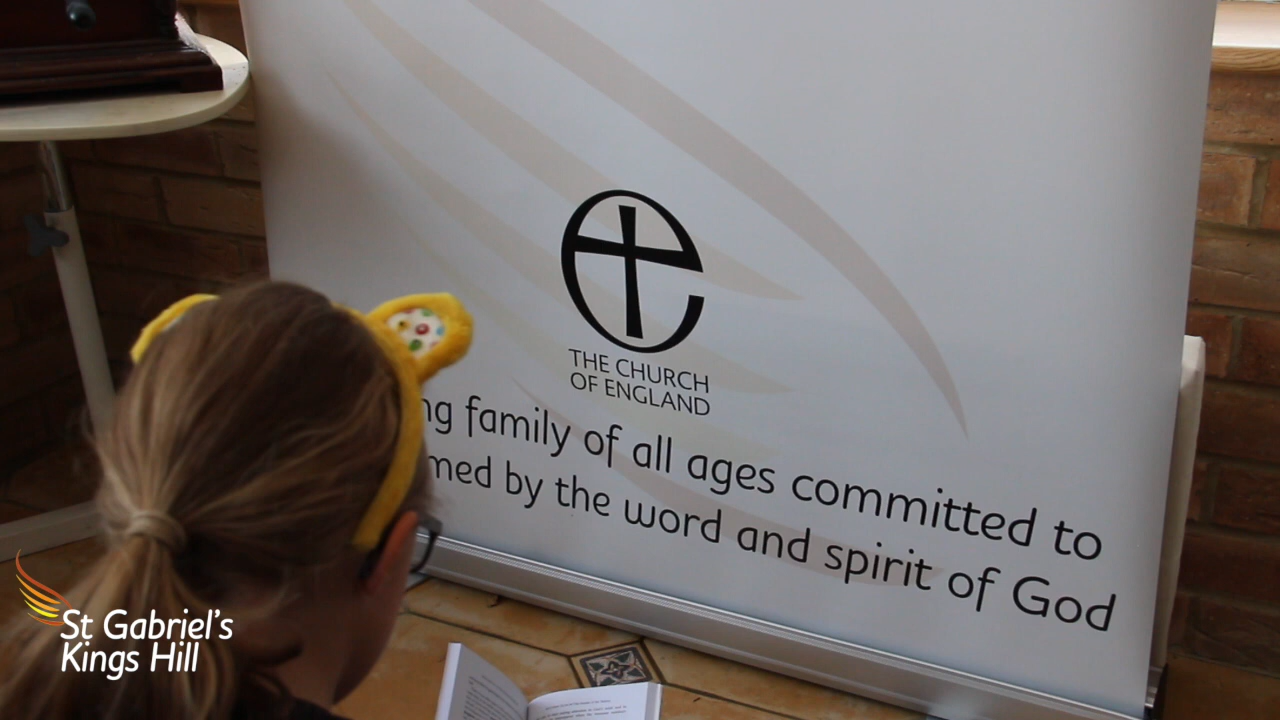 THE CHURCH
OF ENGLAND
ng family of all ages committed to
med by the word and spirit of God
St Gabriel's
Kings Hill